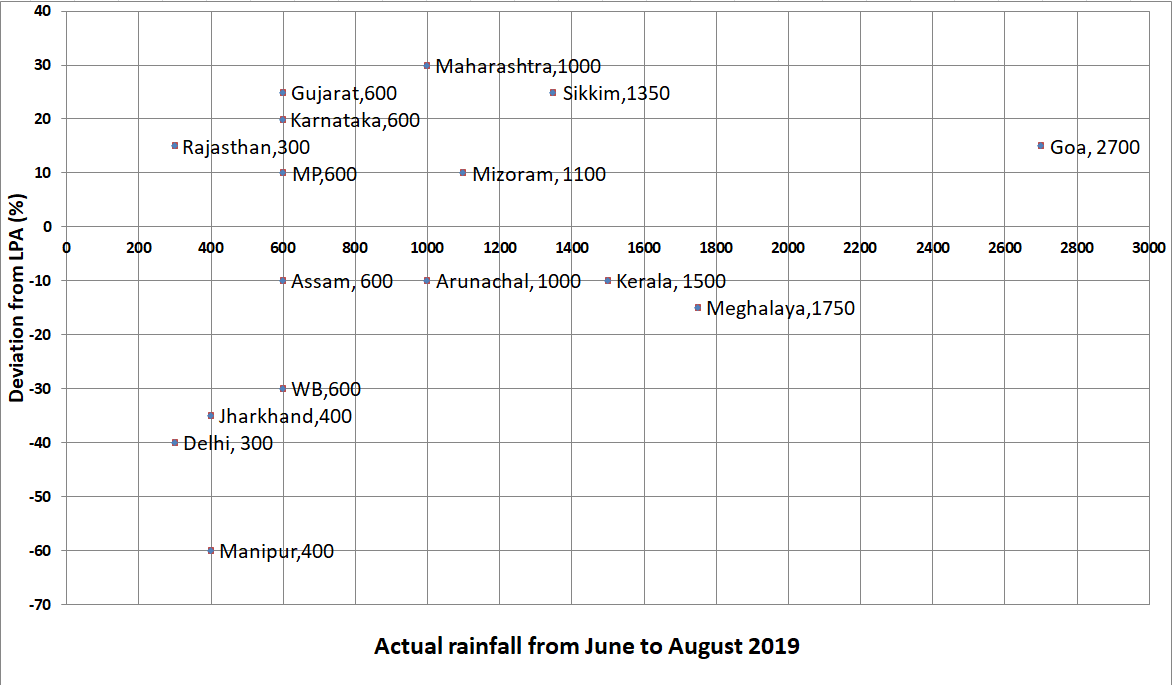 40
30
Maharashtra,1000
Gujarat,600
Sikkim,1350
20
Karnataka,600
Rajasthan,300
Goa, 2700
10
MP,600
Mizoram, 1100
0
0 200 400 600 800 1000 1200 1400 1600 1800 2000 2200 2400 2600 2800 3000
-10
Assam, 600
Arunachal, 1000
Kerala, 1500
Meghalaya,1750
-20
-30
WB,600
Jharkhand,400
-40
Delhi, 300
-50
-60
Manipur,400
-70
Deviation from LPA (%)
Actual rainfall from June to August 2019